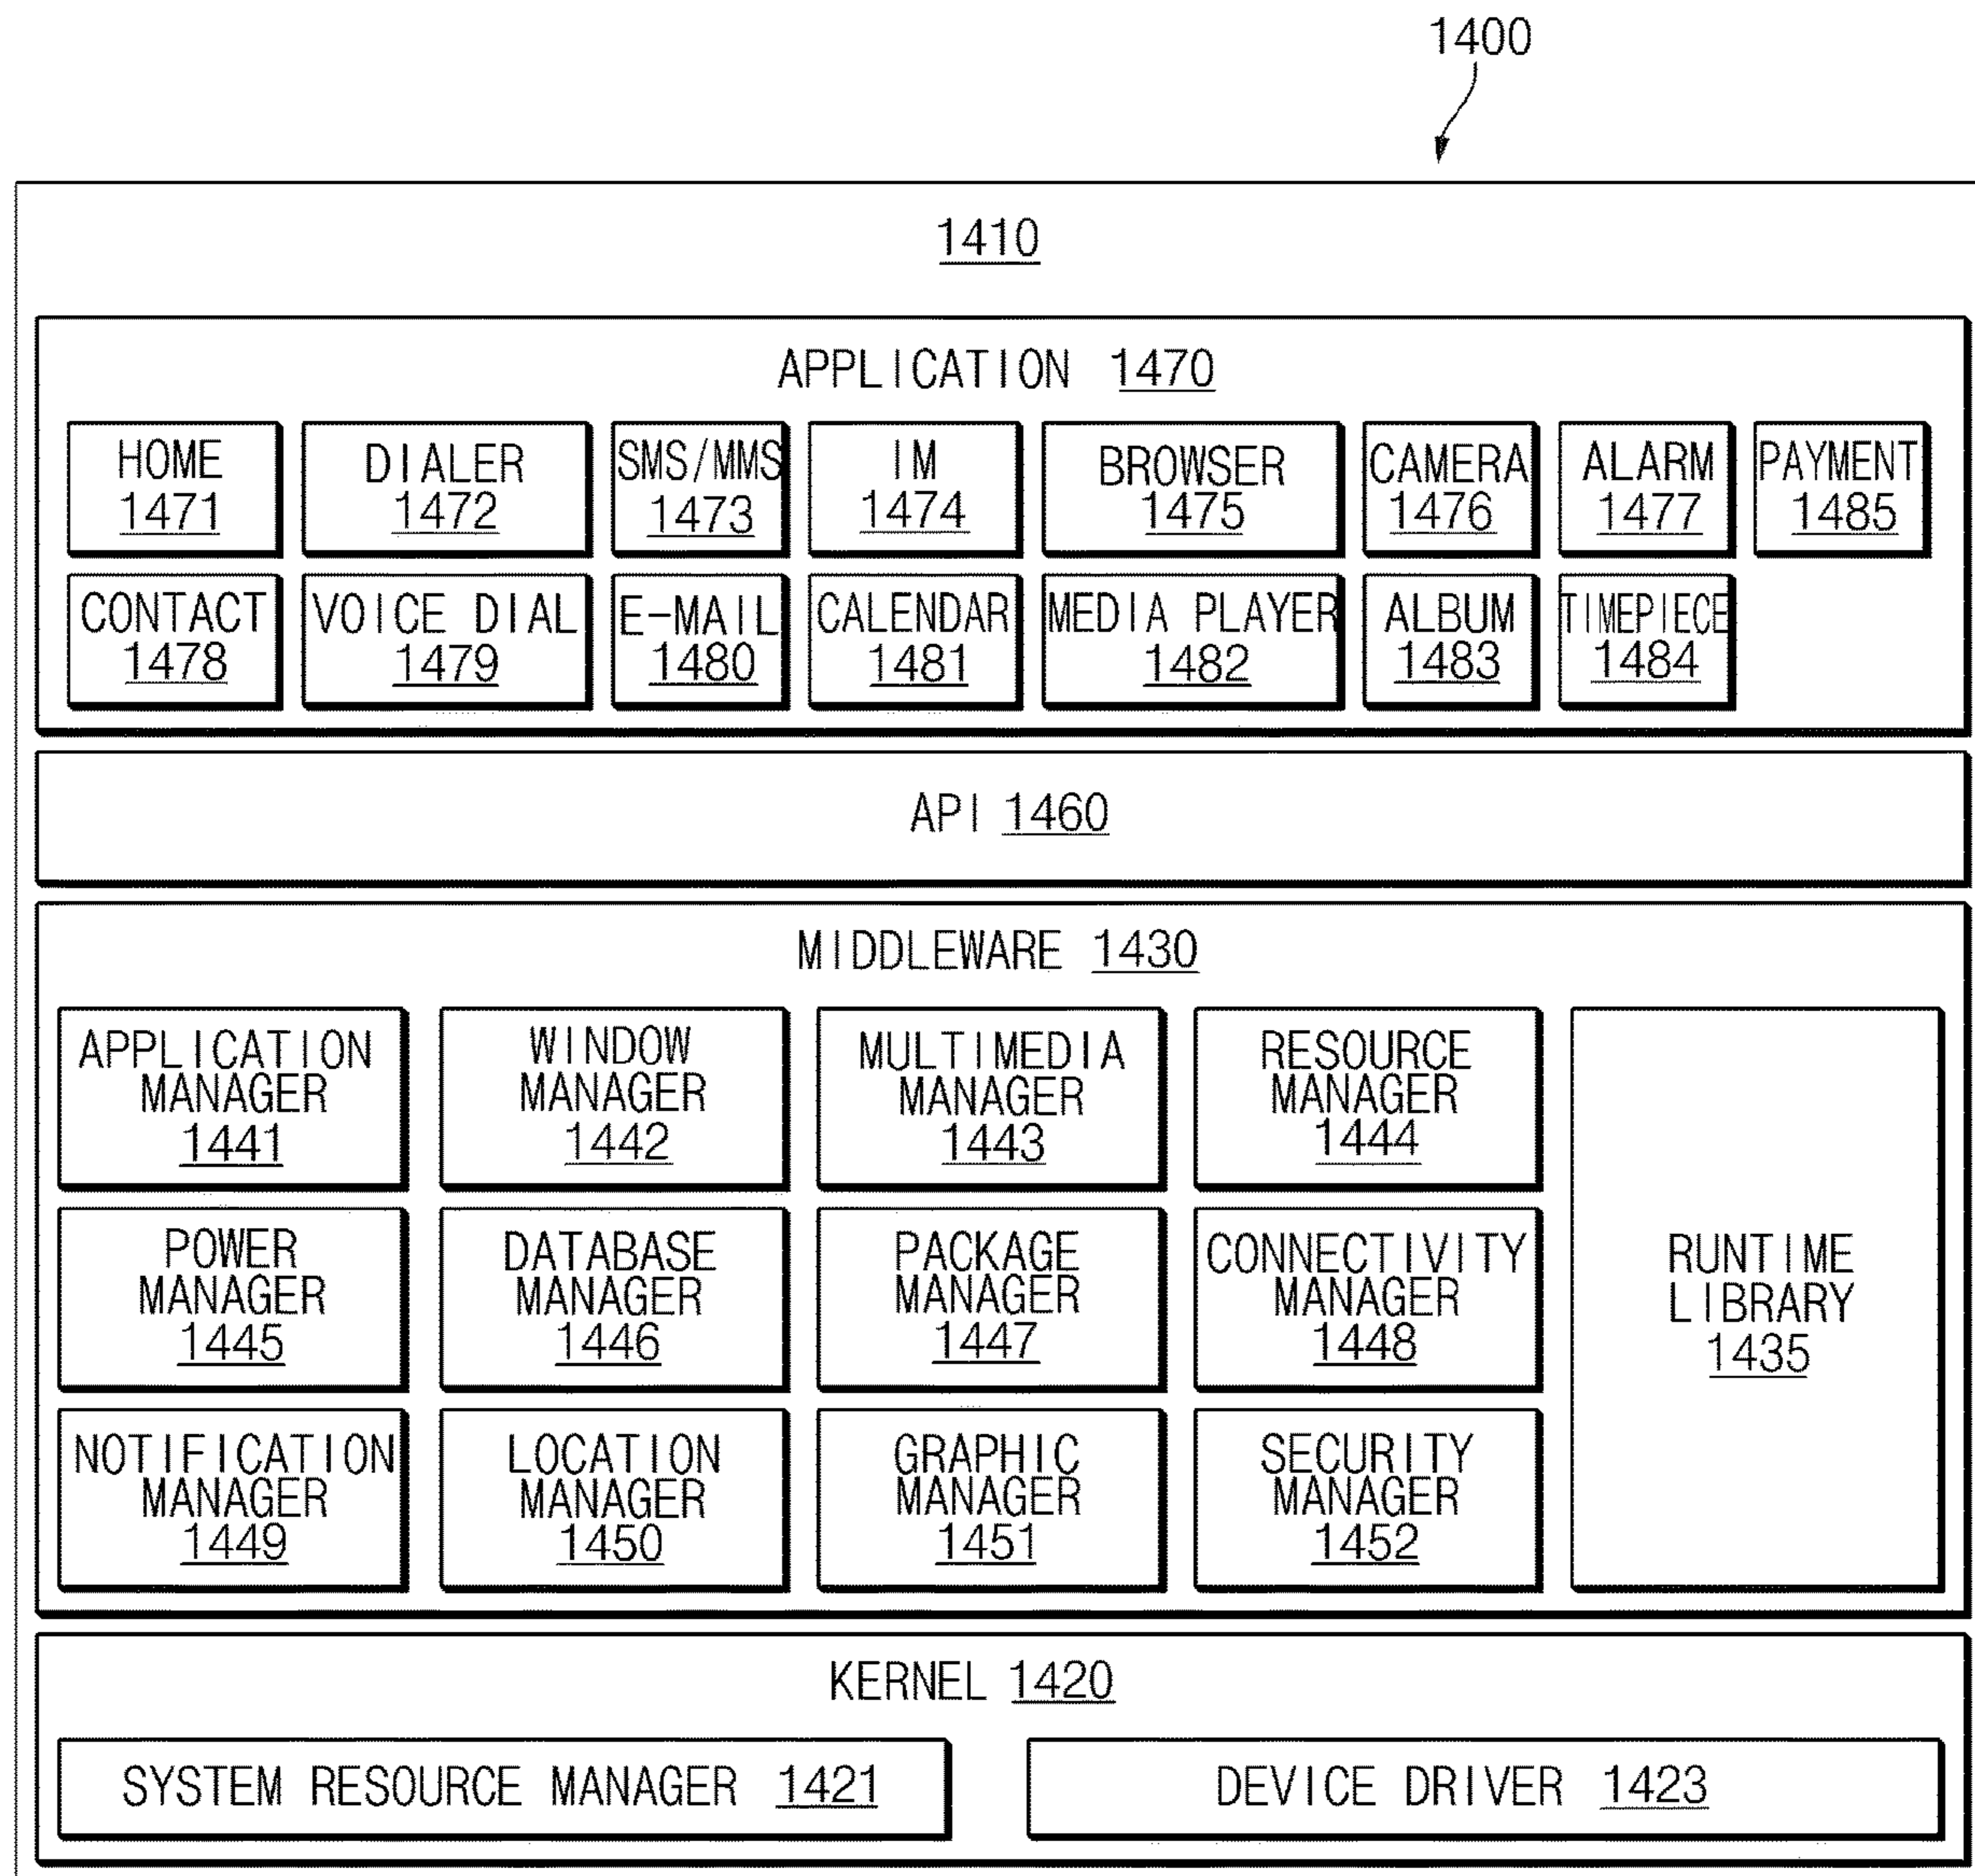 1400
1410
APPLICATION 1470
HOME
1471
DIALER
1472
SMS/MMS
1473
IM
1474
BROWSER
1475
CAMERA
1476
ALARM
1477
PAYMENT
1485
CONTACT
1478
VOICE DIAL
1479
E-MAIL
1480
CALENDAR
1481
MEDIA PLAYER
1482
ALBUM
1483
TIMEPIECE
1484
API 1460
MIDDLEWARE 1430
APPLICATION
MANAGER
1441
WINDOW
MANAGER
1442
MULTIMEDIA
MANAGER
1443
RESOURCE
MANAGER
1444
POWER
MANAGER
1445
DATABASE
MANAGER
1446
PACKAGE
MANAGER
1447
CONNECTIVITY
MANAGER
1448
RUNTIME
LIBRARY
1435
NOTIFICATION
MANAGER
1449
LOCATION
MANAGER
1450
GRAPHIC
MANAGER
1451
SECURITY
MANAGER
1452
KERNEL 1420
SYSTEM RESOURCE MANAGER 1421
DEVICE DRIVER 1423